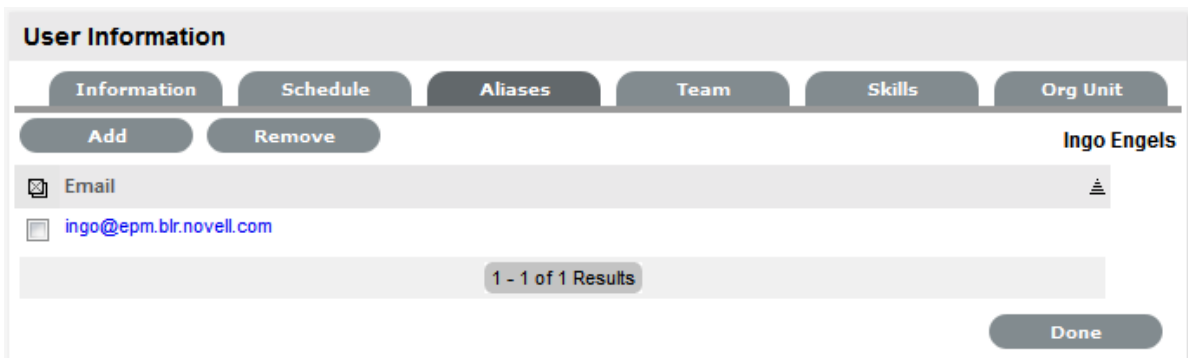 User Information
Information Schedule Aliases Team Skills Org Unit
Add Remove Ingo Engels
Email
ingo@epm.blr.novell.com
1 - 1 of 1 Results
Done